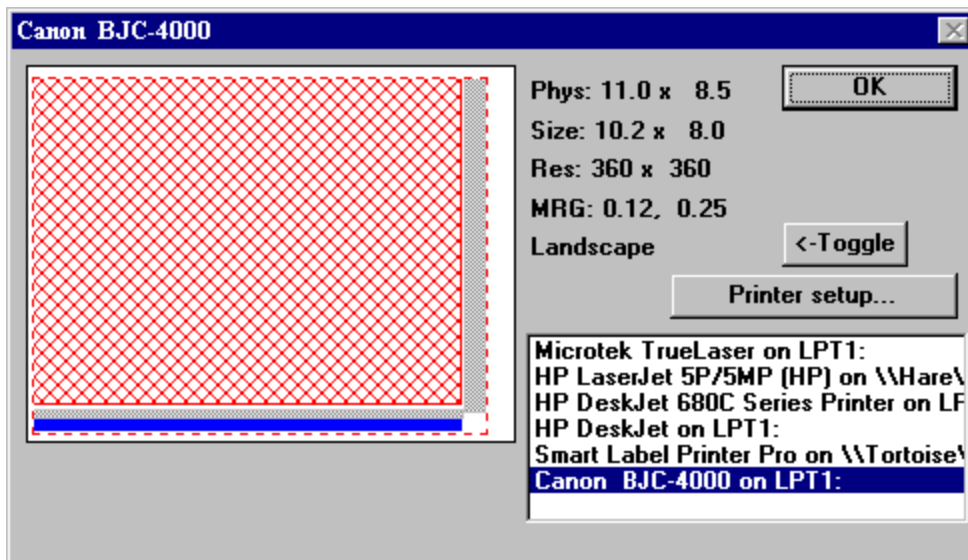 Canon BJC-4000
Phys: 11.0 x 8.5
OK
Size: 10.2 x 8.0
Res: 360 x 360
MRG: 0.12, 0.25
Landscape
<-Toggle
Printer setup...
Microtek TrueLaser on LPT1:
HP LaserJet 5P/5MP (HP) on \\Hare\
HP DeskJet 680C Series Printer on LP
HP DeskJet on LPT1:
Smart Label Printer Pro on \\Tortoise\
Canon BJC-4000 on LPT1: